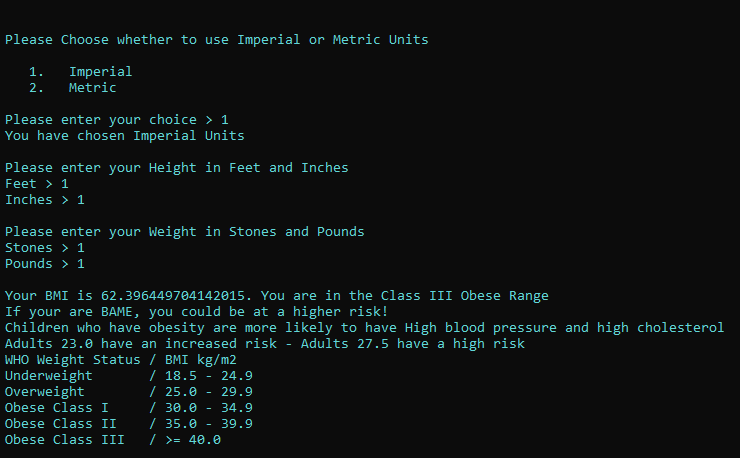 Please Choose whether to use Imperial or Metric Units
1. Imperial
2. Metric
Please enter your choice > 1
You have chosen Imperial Units
Please enter your Height in Feet and Inches
Feet > 1
Inches > 1
Please enter your Weight in Stones and Pounds
Stones > 1
Pounds > 1
Your BMI is 62.396449704142015. You are in the Class III Obese Range
If your are BAME, you could be at a higher risk!
Children who have obesity are more likely to have High blood pressure and high cholesterol
Adults 23.0 have an increased risk - Adults 27.5 have a high risk
WHO Weight Status / BMI kg/m2
Underweight / 18.5 - 24.9
Overweight / 25.0 - 29.9
Obese Class I / 30.0 - 34.9
Obese Class II / 35.0 - 39.9
Obese Class III / >= 40.0